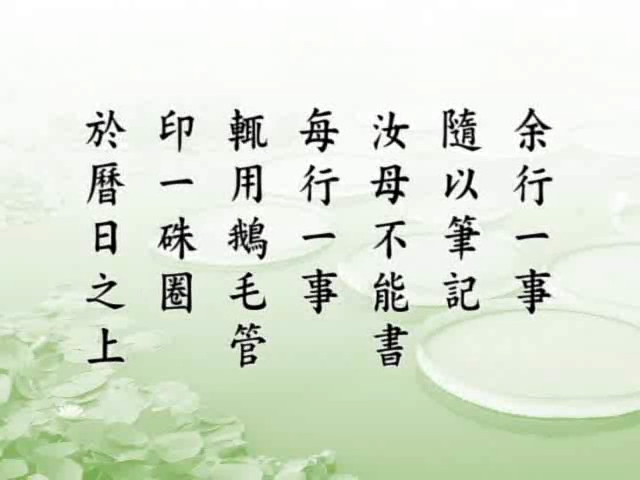 余行一事
隨以筆記
汝母不能書
每行一事
輒用鵝毛管
印一硃圈
於曆日之上